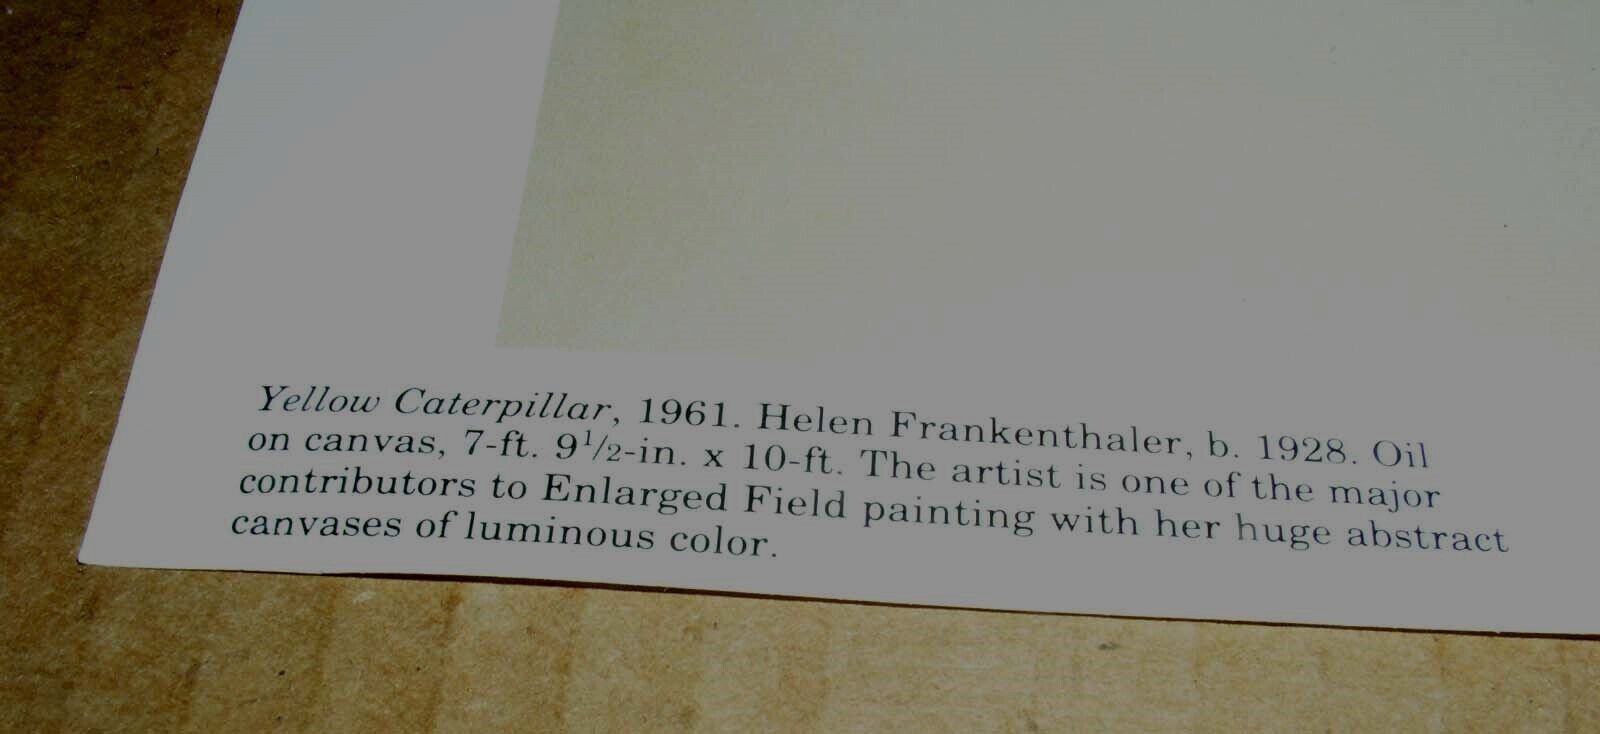 Yellow Caterpillar, 1961. Helen Frankenthaler, b. 1928. Oil
on canvas, 7-ft. 9¹/2-in. x 10-ft. The artist is one of the major
contributors to Enlarged Field painting with her huge abstract
canvases of luminous color.